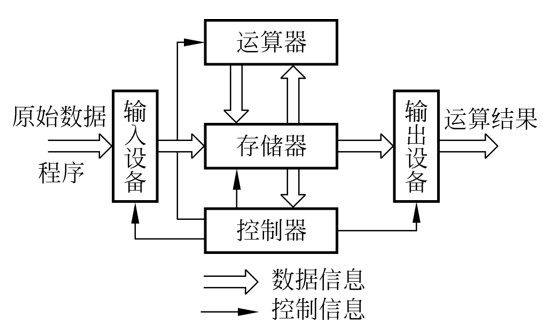 运算器
原始数据
程序
输入设备
存储器
输出设备
运算结果
控制器
数据信息
控制信息